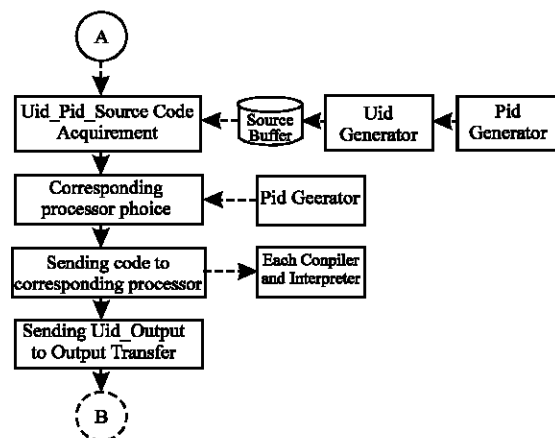 A
Uid_Pid_Source Code
Acquirement
Source
Buffer
Uid
Generator
Pid
Generator
Corresponding
processor phoice
Pid Geerator
Sending code to
corresponding processor
Each Conpiler
and Interpreter
Sending Uid_Output
to Output Transfer
B